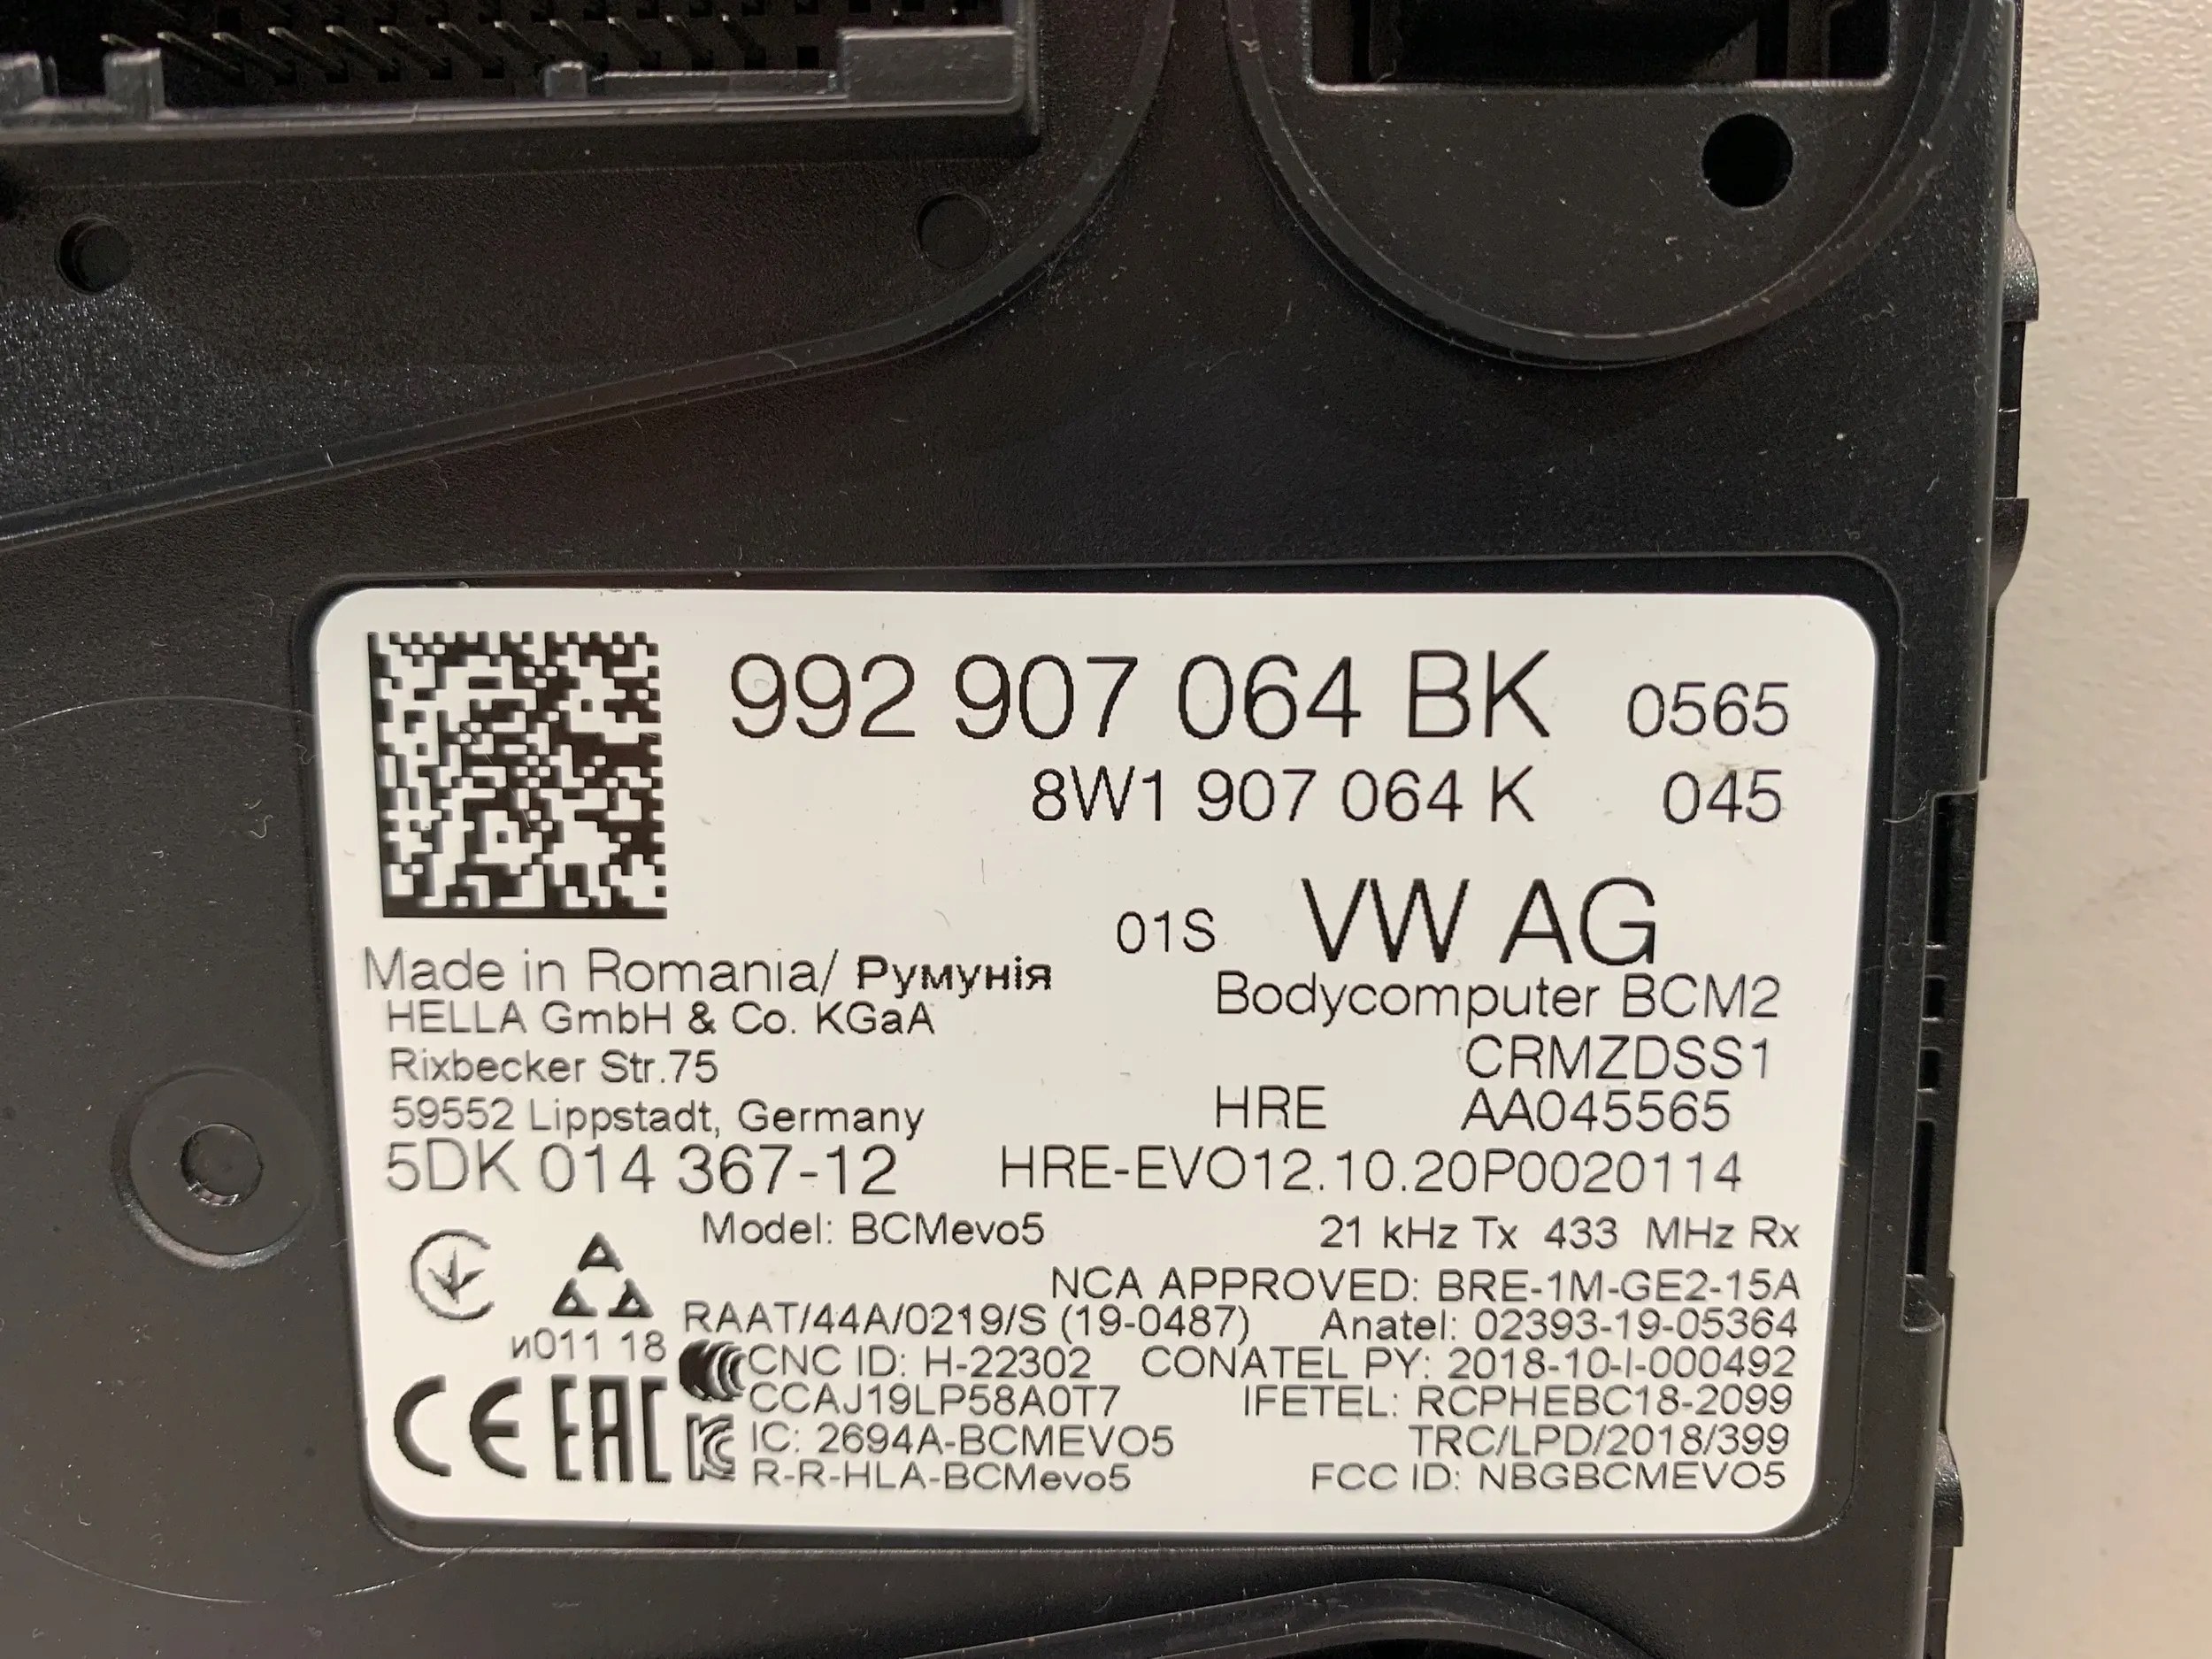 992 907 064 BK 0565
8W1 907 064 K 045
01S VW AG
Made in Romania/ Румунія
Bodycomputer BCM2
HELLA GmbH & Co. KGaA
CRMZDSS1
Rixbecker Str.75
HRE AA045565
59552 Lippstadt, Germany
5DK 014 367-12 HRE-EVO12.10.20P0020114
Model: BCMevo5 21 kHz Tx 433 MHz Rx
NCA APPROVED: BRE-1M-GE2-15A
RAAT/44A/0219/S (19-0487) Anatel: 02393-19-05364
и011 18
CNC ID: H-22302 CONATEL PY: 2018-10-I-000492
CCAJ19LP58A0T7 IFETEL: RCPHEBC18-2099
CE EAC IC: 2694A-BCMEVO5 TRC/LPD/2018/399
R-R-HLA-BCMevo5 FCC ID: NBGBCMEVO5